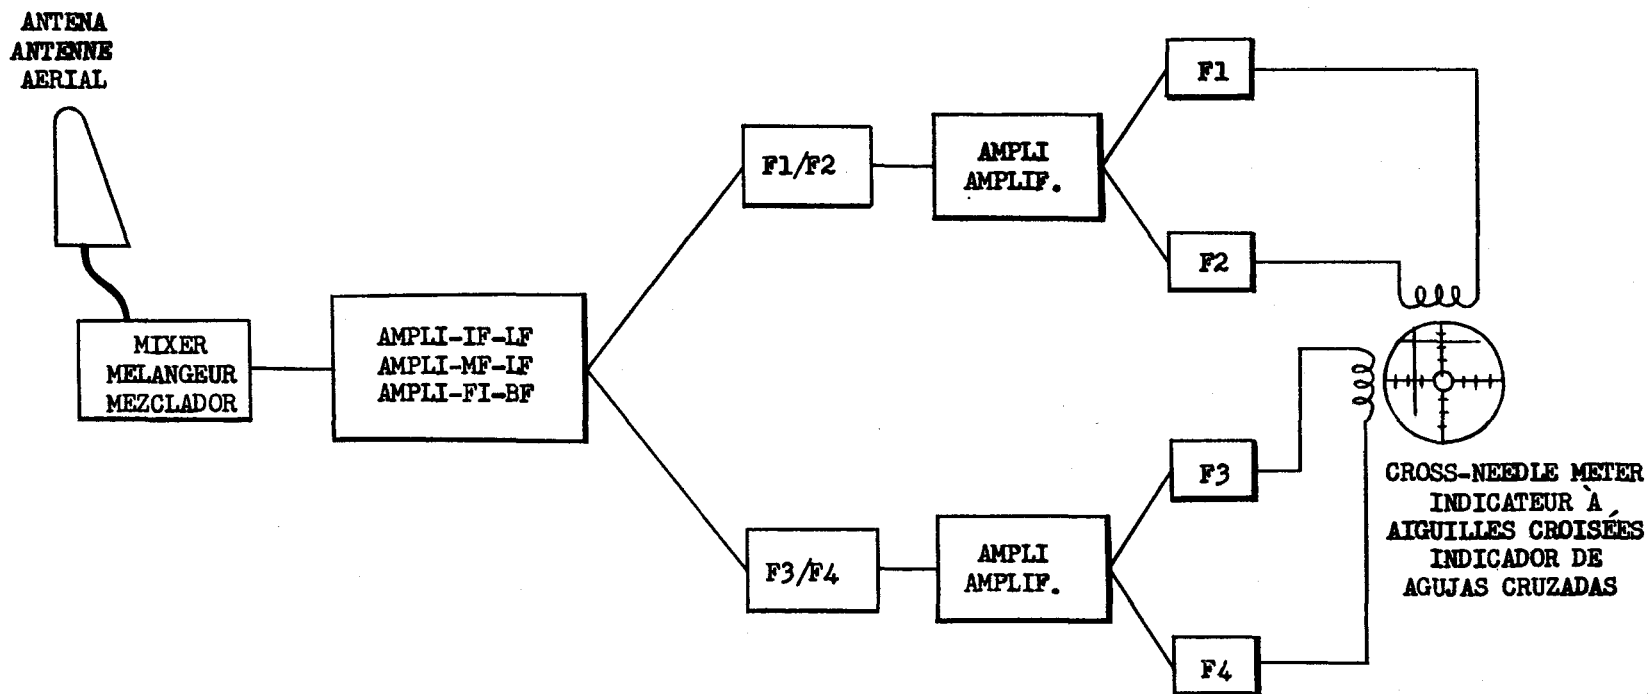 ANTENA
ANTENNE
AERIAL
MIXER
MELANGEUR
MEZCLADOR
AMPLI-IF-LF
AMPLI-MF-LF
AMPLI-FI-BF
F1/F2
AMPLI
AMPLIF.
F1
F2
F3/F4
AMPLI
AMPLIF.
F3
F4
CROSS-NEEDLE METER
INDICATEUR À
AIGUILLES CROISÉES
INDICADOR DE
AGUJAS CRUZADAS